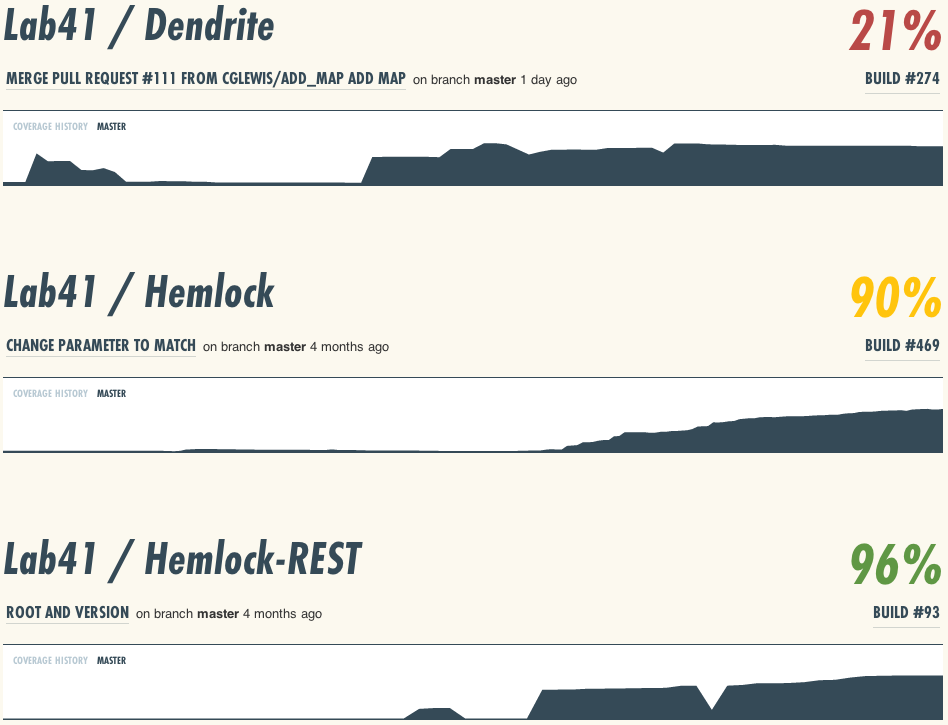 Lab41 / Dendrite 21%
MERGE PULL REQUEST #111 FROM CGLEWIS/ADD_MAP ADD MAP on branch master 1 day ago BUILD #274
COVERAGE HISTORY MASTER
Lab41 / Hemlock 90%
CHANGE PARAMETER TO MATCH on branch master 4 months ago BUILD #469
COVERAGE HISTORY MASTER
Lab41 / Hemlock-REST 96%
ROOT AND VERSION on branch master 4 months ago BUILD #93
COVERAGE HISTORY MASTER